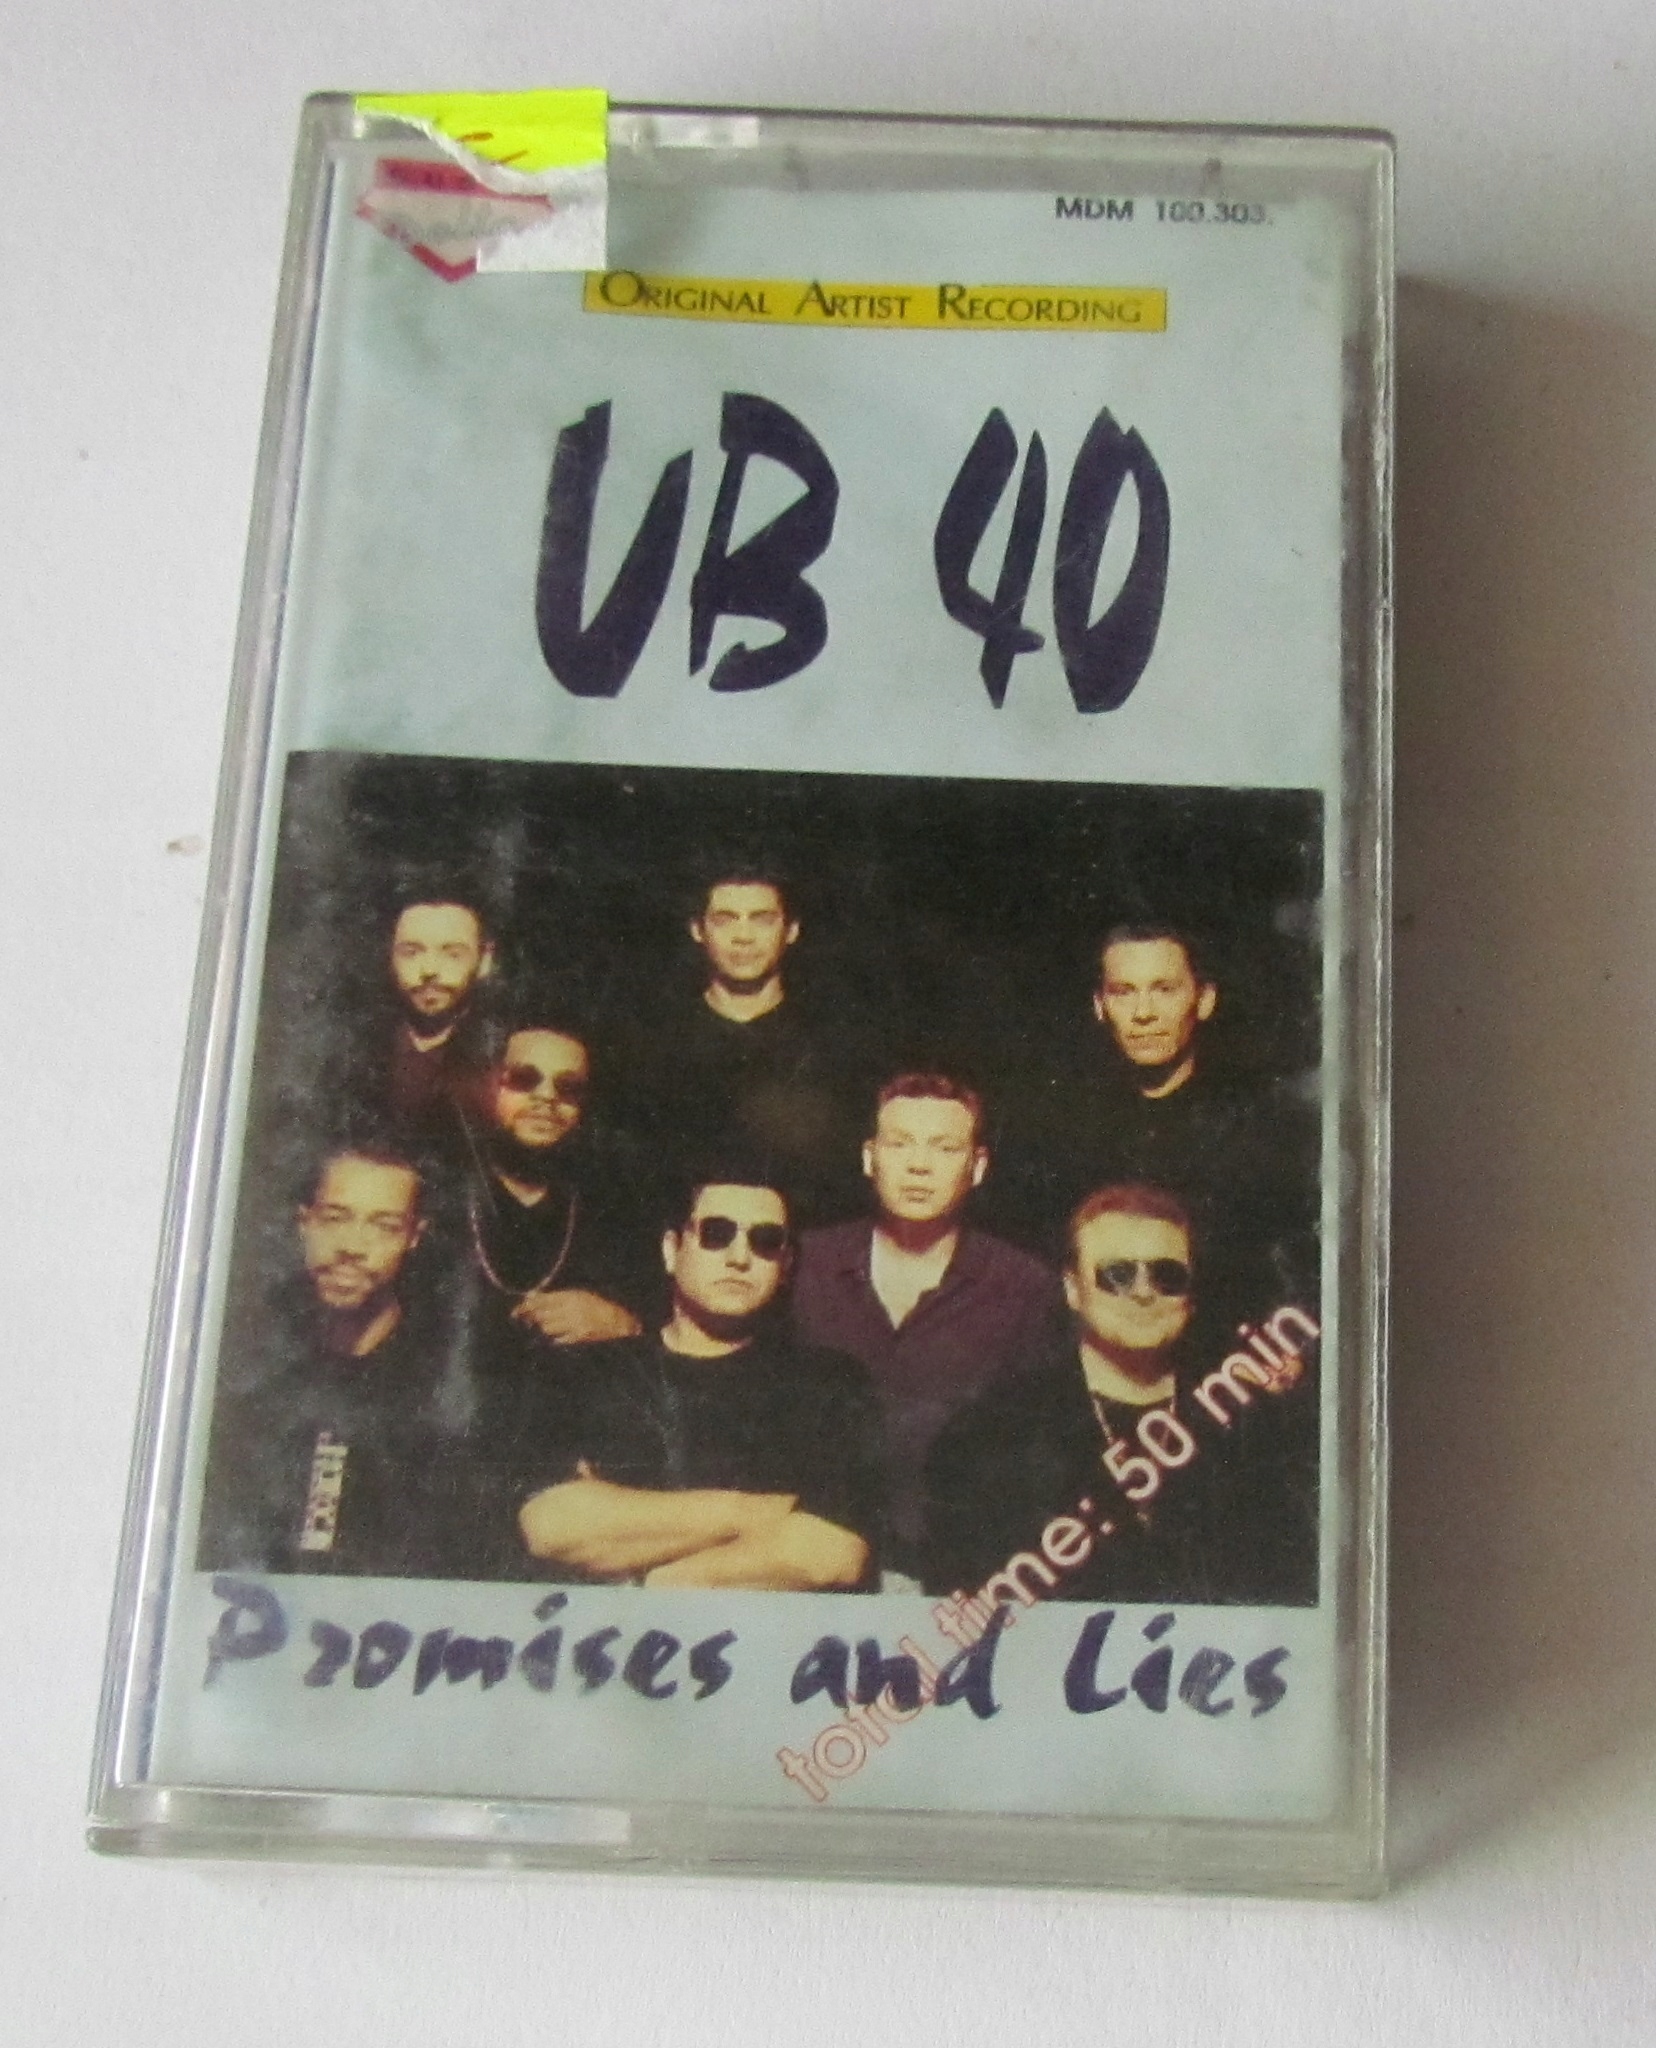 MDM 100.303.
ORIGINAL ARTIST RECORDING
UB 40
total time: 50 min
Promises and Lies